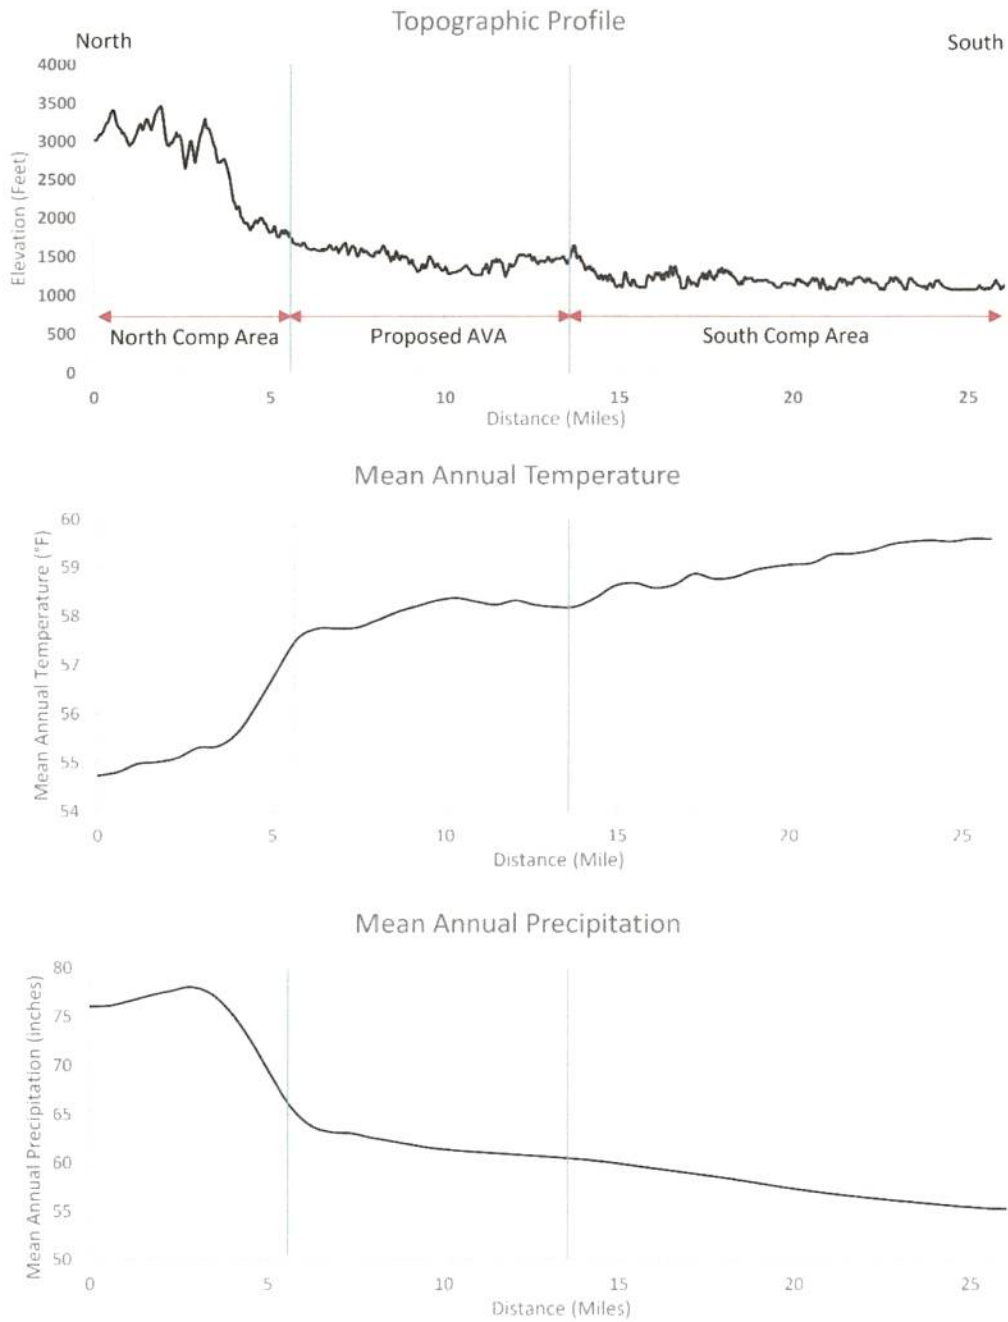 Topographic Profile
North
South
4000
3500
3000
2500
2000
1500
1000
500
0
Elevation (Feet)
North Comp Area
Proposed AVA
South Comp Area
0 5 10 15 20 25
Distance (Miles)
Mean Annual Temperature
60
59
58
57
56
55
54
Mean Annual Temperature (°F)
0 5 10 15 20 25
Distance (Mile)
Mean Annual Precipitation
80
75
70
65
60
55
50
Mean Annual Precipitation (inches)
0 5 10 15 20 25
Distance (Miles)